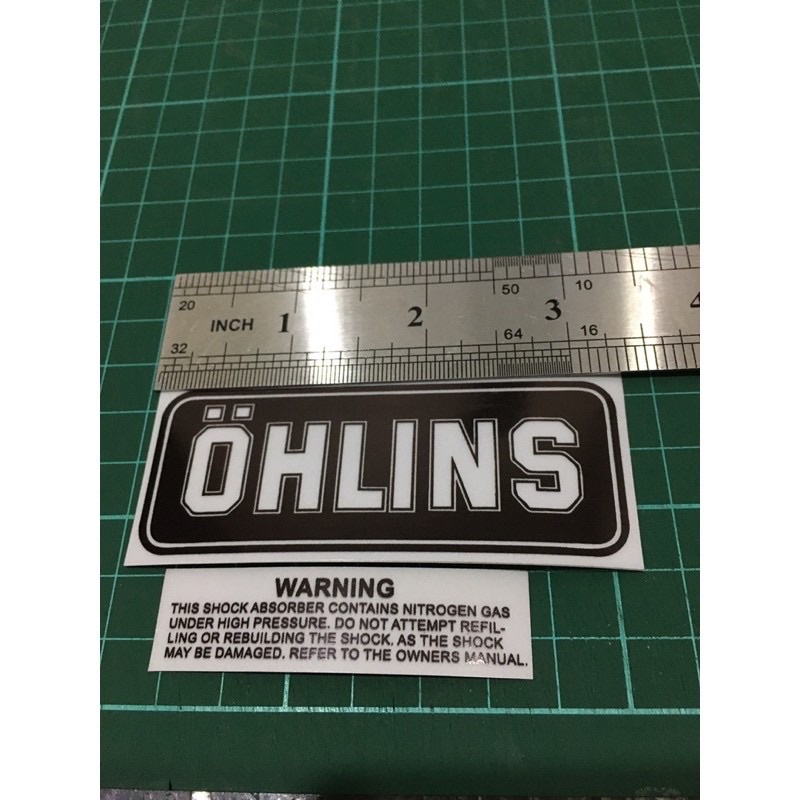 20 50 10
INCH 1 2 3 4
32 64 16
ÖHLINS
WARNING
THIS SHOCK ABSORBER CONTAINS NITROGEN GAS
UNDER HIGH PRESSURE. DO NOT ATTEMPT REFIL-
LING OR REBUILDING THE SHOCK. AS THE SHOCK
MAY BE DAMAGED. REFER TO THE OWNERS MANUAL.